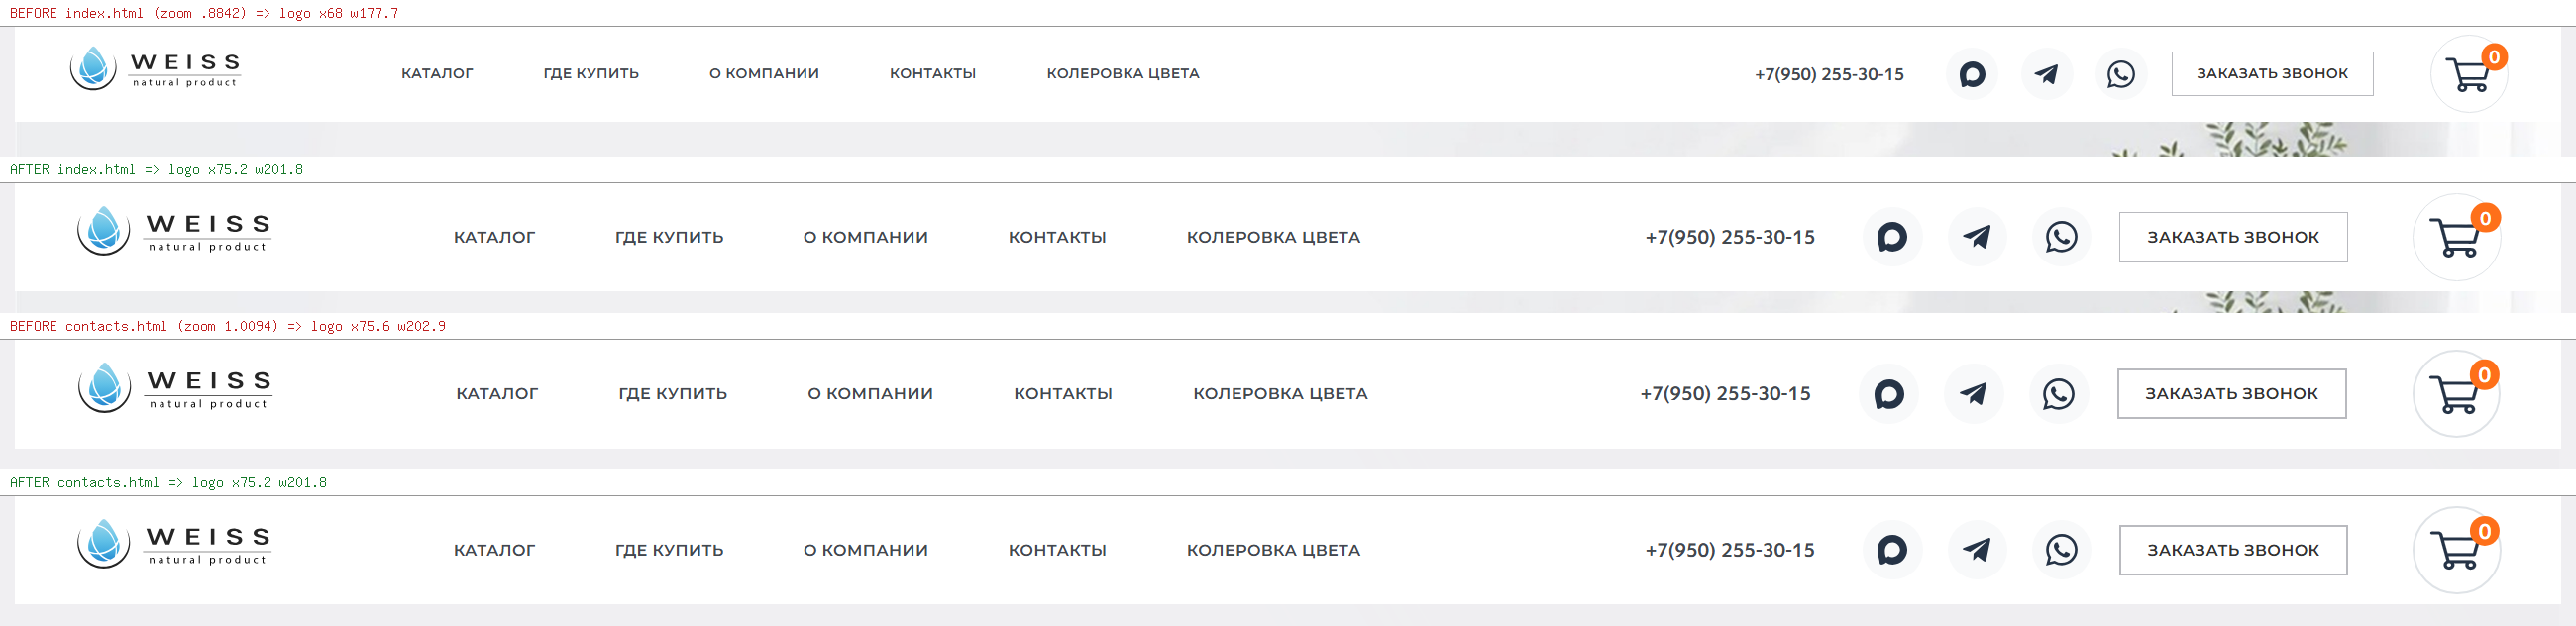 BEFORE index.html (zoom .8842) => logo x68 w177.7
WEISS КАТАЛОГ ГДЕ КУПИТЬ О КОМПАНИИ КОНТАКТЫ КОЛЕРОВКА ЦВЕТА +7(950) 255-30-15 ЗАКАЗАТЬ ЗВОНОК 0
natural product
AFTER index.html => logo x75.2 w201.8
WEISS КАТАЛОГ ГДЕ КУПИТЬ О КОМПАНИИ КОНТАКТЫ КОЛЕРОВКА ЦВЕТА +7(950) 255-30-15 ЗАКАЗАТЬ ЗВОНОК 0
natural product
BEFORE contacts.html (zoom 1.0094) => logo x75.6 w202.9
WEISS КАТАЛОГ ГДЕ КУПИТЬ О КОМПАНИИ КОНТАКТЫ КОЛЕРОВКА ЦВЕТА +7(950) 255-30-15 ЗАКАЗАТЬ ЗВОНОК 0
natural product
AFTER contacts.html => logo x75.2 w201.8
WEISS КАТАЛОГ ГДЕ КУПИТЬ О КОМПАНИИ КОНТАКТЫ КОЛЕРОВКА ЦВЕТА +7(950) 255-30-15 ЗАКАЗАТЬ ЗВОНОК 0
natural product